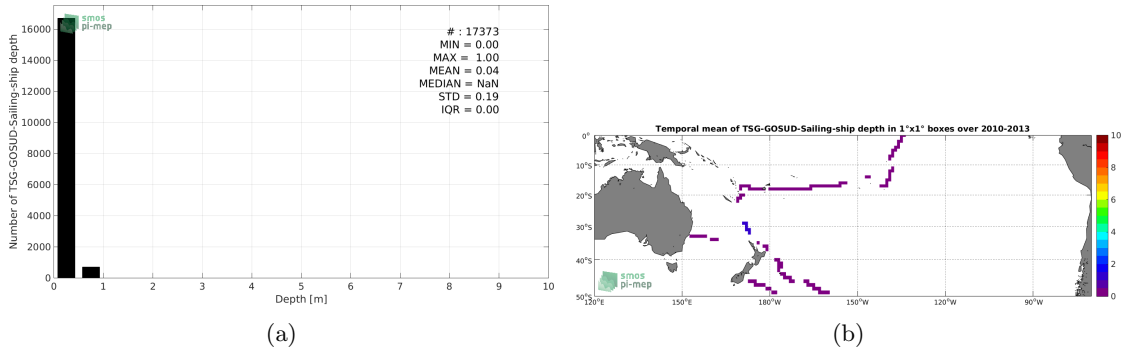 smos
pi-mep
# : 17373
MIN = 0.00
MAX = 1.00
MEAN = 0.04
MEDIAN = NaN
STD = 0.19
IQR = 0.00
Number of TSG-GOSUD-Sailing-ship depth
16000
14000
12000
10000
8000
6000
4000
2000
0
0 1 2 3 4 5 6 7 8 9 10
Depth [m]
(a)
Temporal mean of TSG-GOSUD-Sailing-ship depth in 1°x1° boxes over 2010-2013
0°
10°S
20°S
30°S
40°S
50°S
120°E 150°E 180°W 150°W 120°W 90°W
10
8
6
4
2
0
smos
pi-mep
(b)